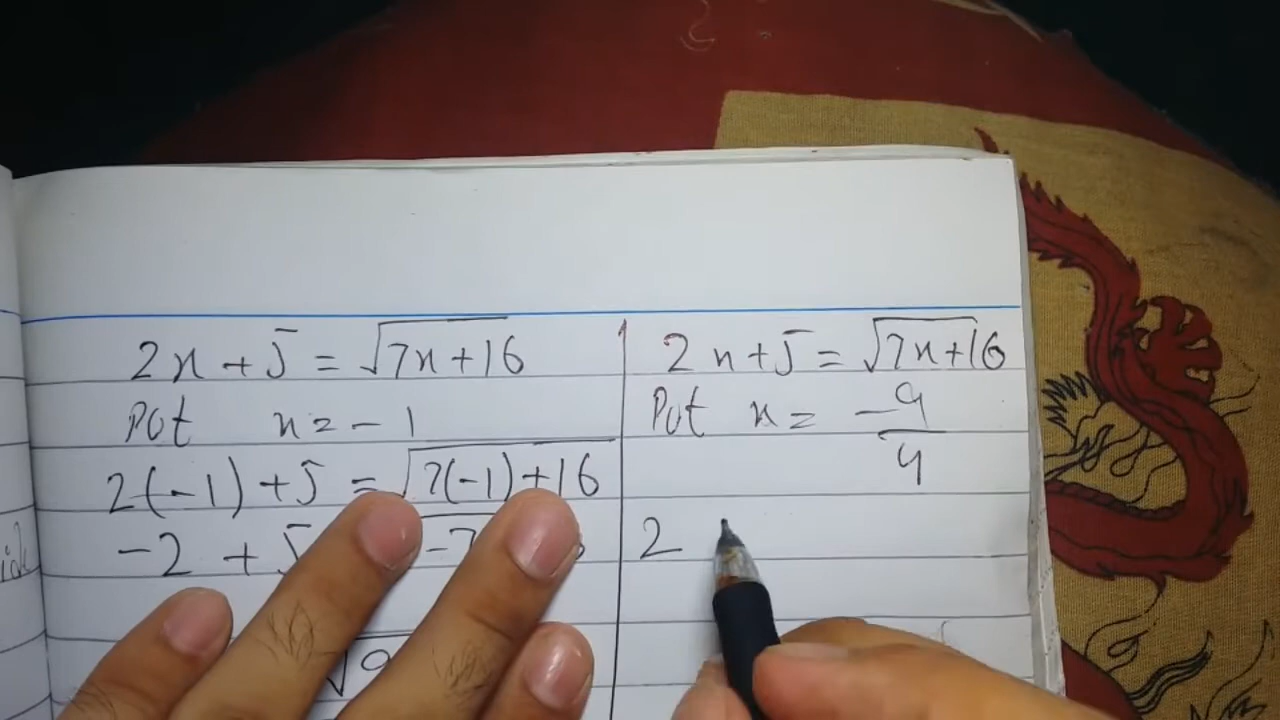 2x + 5 = √7x+16
Put x = -1
2(-1) + 5 = √7(-1)+16
-2 + 5
√9
2x+5 = √7x+16
Put x = -9/4
2